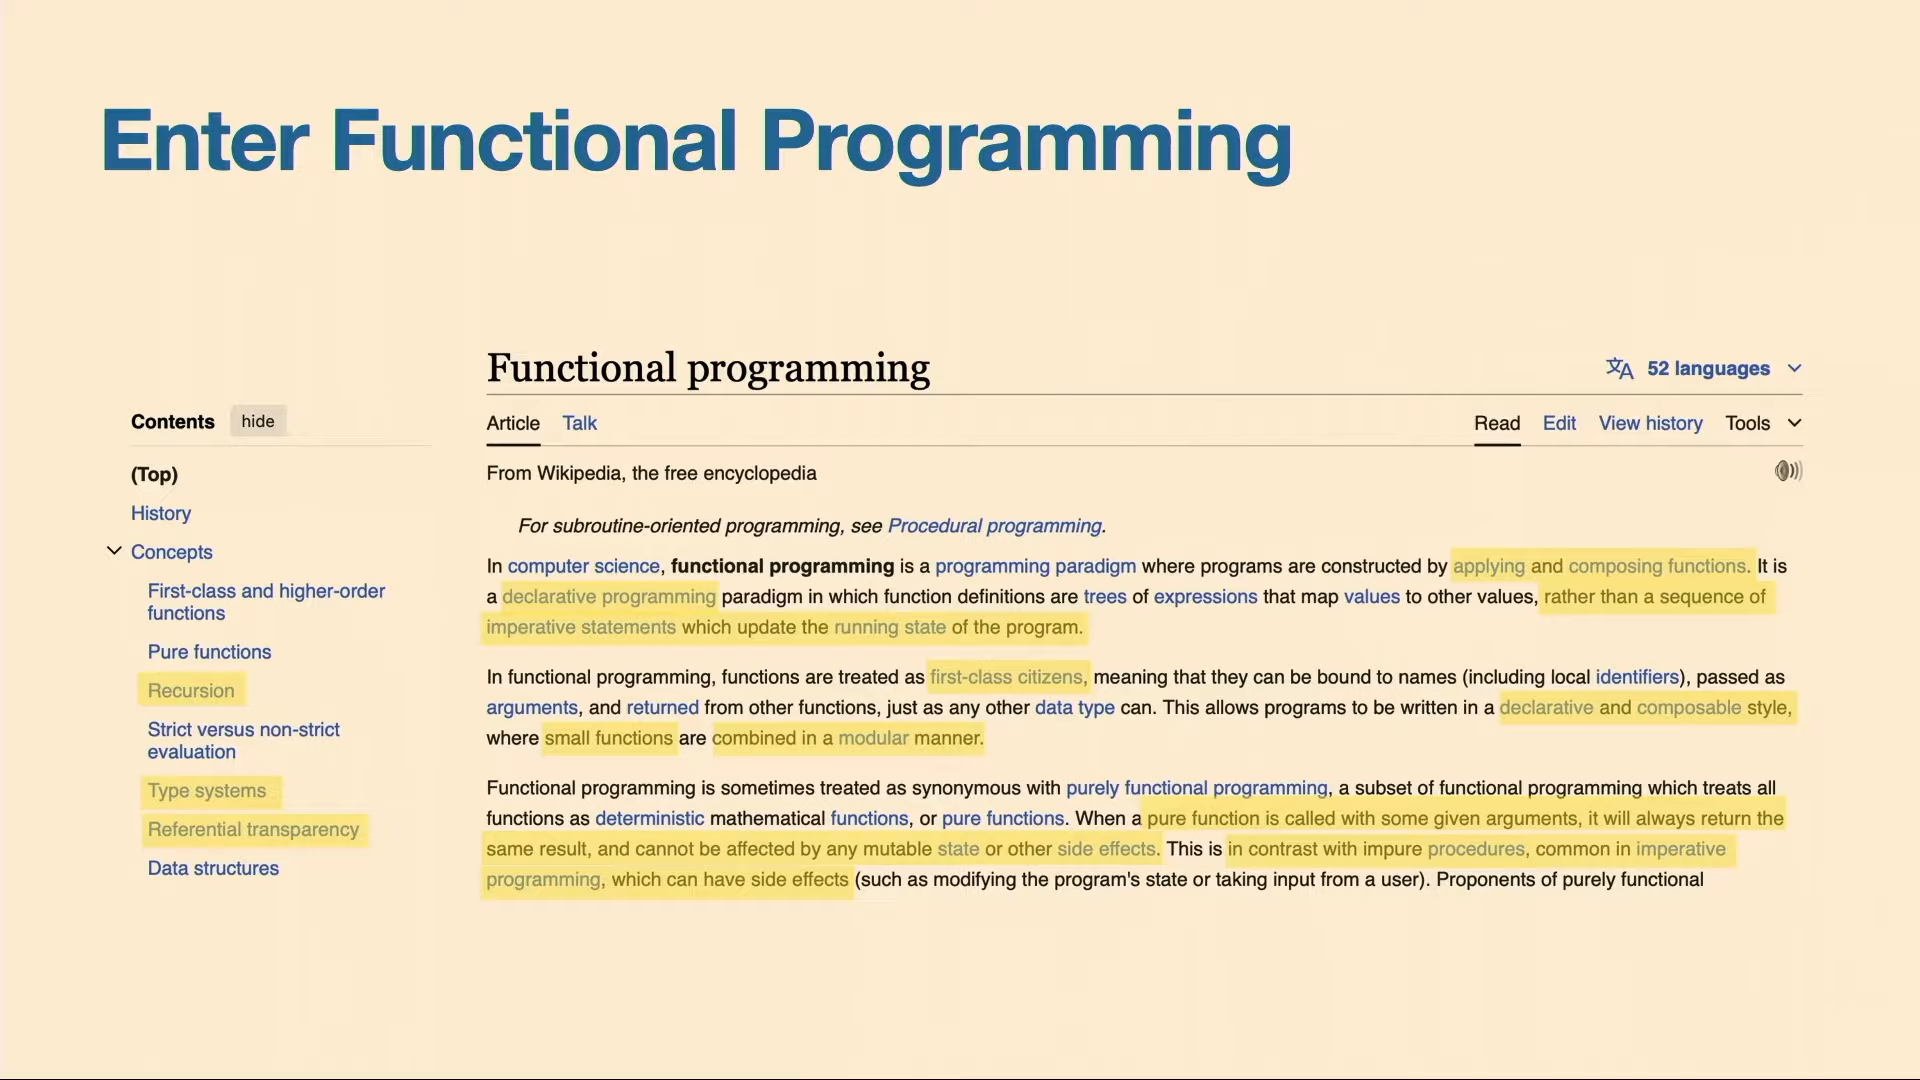 Enter Functional Programming
Functional programming
52 languages
Contents hide
Article Talk
Read Edit View history Tools
(Top)
From Wikipedia, the free encyclopedia
History
For subroutine-oriented programming, see Procedural programming.
Concepts
In computer science, functional programming is a programming paradigm where programs are constructed by applying and composing functions. It is
a declarative programming paradigm in which function definitions are trees of expressions that map values to other values, rather than a sequence of
imperative statements which update the running state of the program.
First-class and higher-order
functions
Pure functions
Recursion
Strict versus non-strict
evaluation
Type systems
Referential transparency
Data structures
In functional programming, functions are treated as first-class citizens, meaning that they can be bound to names (including local identifiers), passed as
arguments, and returned from other functions, just as any other data type can. This allows programs to be written in a declarative and composable style,
where small functions are combined in a modular manner.
Functional programming is sometimes treated as synonymous with purely functional programming, a subset of functional programming which treats all
functions as deterministic mathematical functions, or pure functions. When a pure function is called with some given arguments, it will always return the
same result, and cannot be affected by any mutable state or other side effects. This is in contrast with impure procedures, common in imperative
programming, which can have side effects (such as modifying the program's state or taking input from a user). Proponents of purely functional